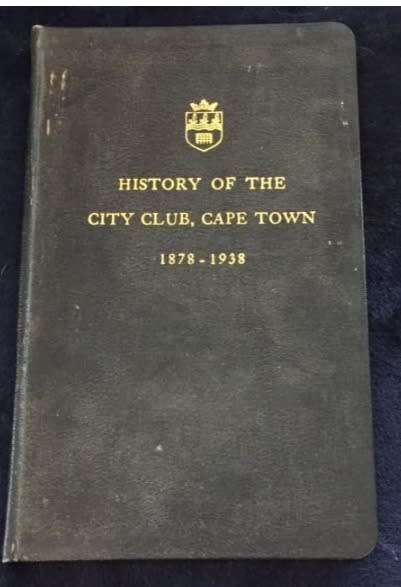 HISTORY OF THE
CITY CLUB, CAPE TOWN
1878-1938